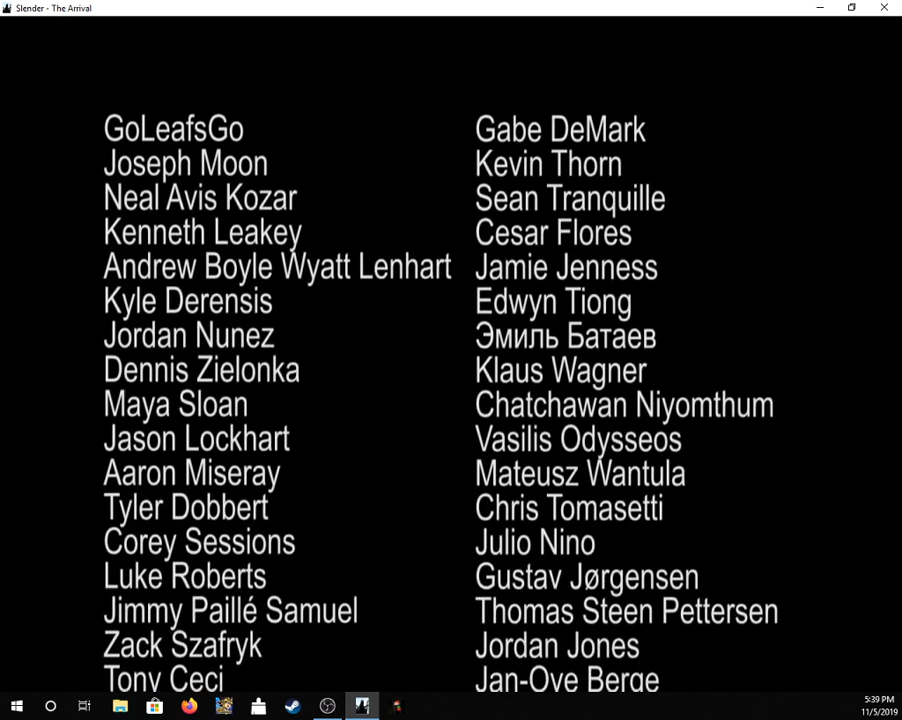 Slender - The Arrival
GoLeafsGo
Joseph Moon
Neal Avis Kozar
Kenneth Leakey
Andrew Boyle Wyatt Lenhart
Kyle Derensis
Jordan Nunez
Dennis Zielonka
Maya Sloan
Jason Lockhart
Aaron Miseray
Tyler Dobbert
Corey Sessions
Luke Roberts
Jimmy Paillé Samuel
Zack Szafryk
Tony Ceci
Gabe DeMark
Kevin Thorn
Sean Tranquille
Cesar Flores
Jamie Jenness
Edwyn Tiong
Эмиль Батаев
Klaus Wagner
Chatchawan Niyomthum
Vasilis Odysseos
Mateusz Wantula
Chris Tomasetti
Julio Nino
Gustav Jørgensen
Thomas Steen Pettersen
Jordan Jones
Jan-Ove Berge
5:39 PM
11/5/2019